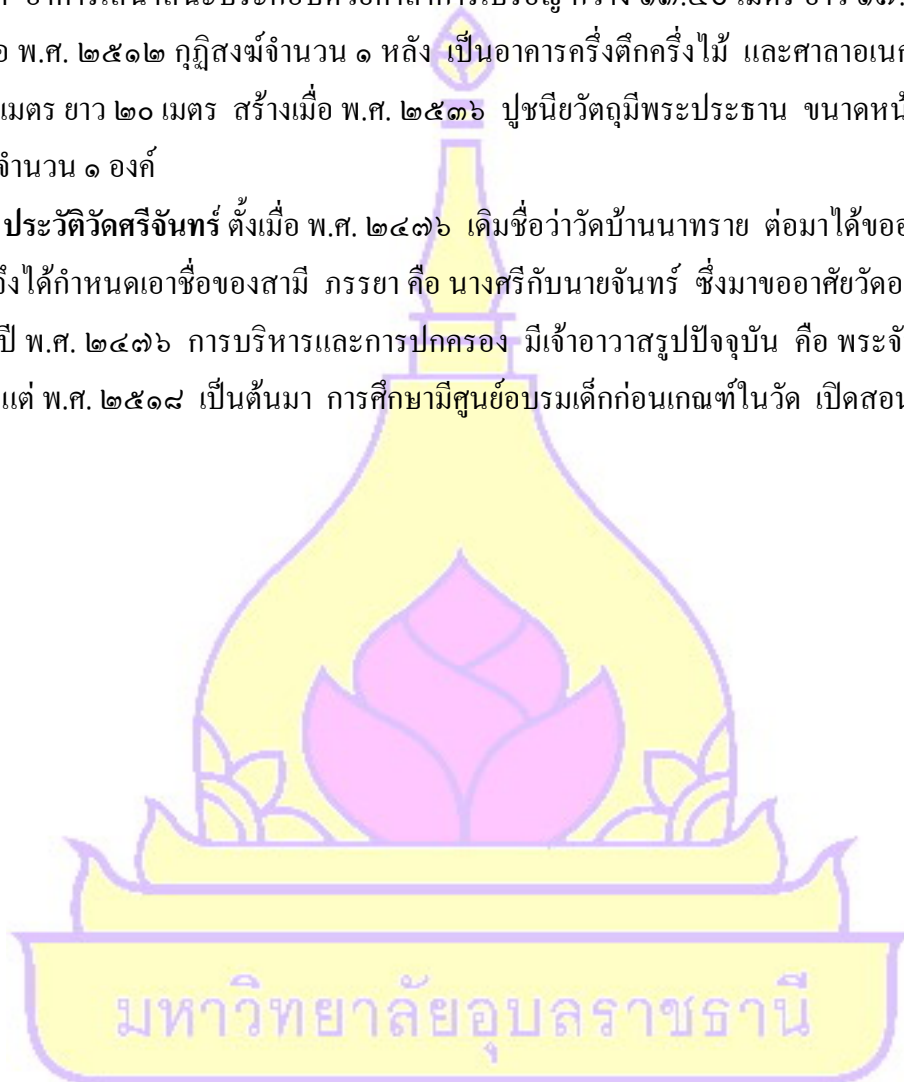 อาคารเสนาสนะประกอบด้วยศาลาการเปรียญ กว้าง ๑๑.๕๐ เมตร ยาว
พ.ศ. ๒๕๑๒ กุฏิสงฆ์จำนวน ๑ หลัง เป็นอาคารครึ่งตึกครึ่งไม้ และศาลาอเนก
เมตร ยาว ๒๐ เมตร สร้างเมื่อ พ.ศ. ๒๕๓๖ ปูชนียวัตถุมีพระประธาน ขนาดหน้
จำนวน ๑ องค์
ประวัติวัดศรีจันทร์ ตั้งเมื่อ พ.ศ. ๒๔๗๖ เดิมชื่อว่าวัดบ้านนาทราย ต่อมาได้ขออ
จึงได้กำหนดเอาชื่อของสามี ภรรยา คือ นางศรีกับนายจันทร์ ซึ่งมาขออาศัยวัดอ
ปี พ.ศ. ๒๔๗๖ การบริหารและการปกครอง มีเจ้าอาวาสรูปปัจจุบัน คือ พระจั
แต่ พ.ศ. ๒๕๑๘ เป็นต้นมา การศึกษามีศูนย์อบรมเด็กก่อนเกณฑ์ในวัด เปิดสอน
มหาวิทยาลัยอุบลราชธานี